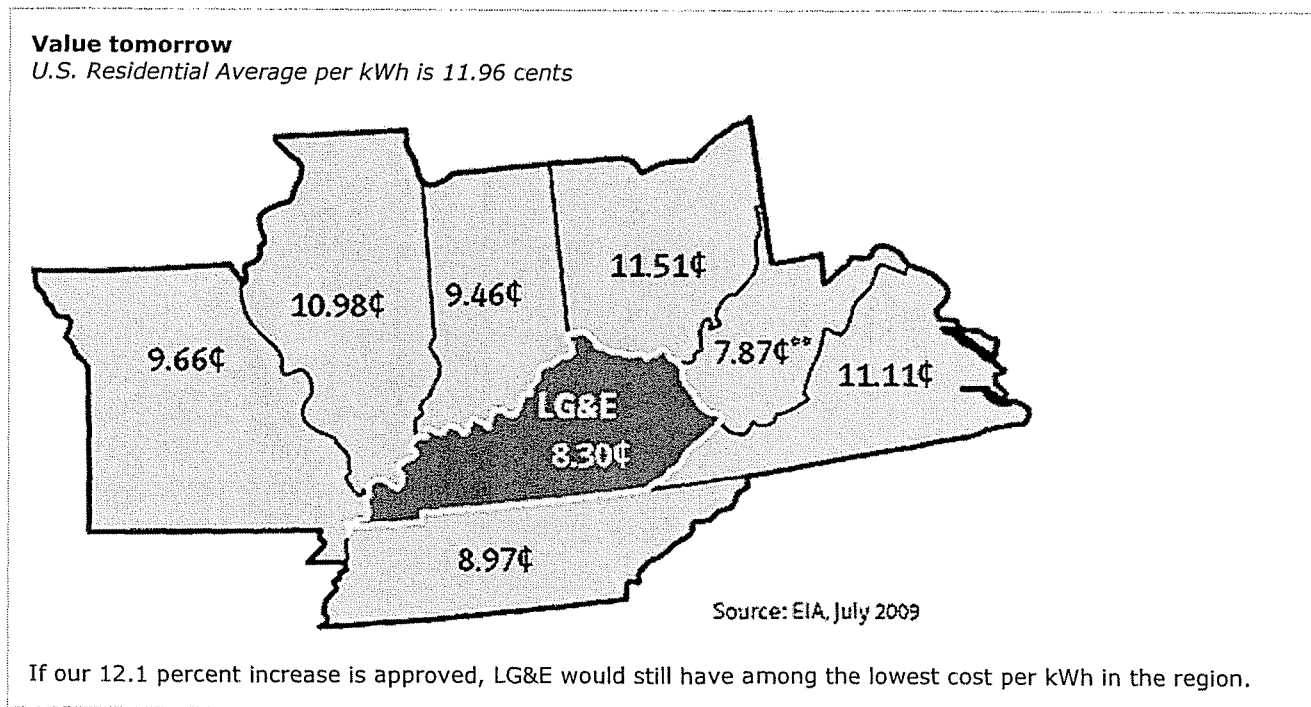 Value tomorrow
U.S. Residential Average per kWh is 11.96 cents
11.51¢
10.98¢
9.46¢
9.66¢
7.87¢**
11.11¢
LG&E
8.30¢
8.97¢
Source: EIA, July 2009
If our 12.1 percent increase is approved, LG&E would still have among the lowest cost per kWh in the region.